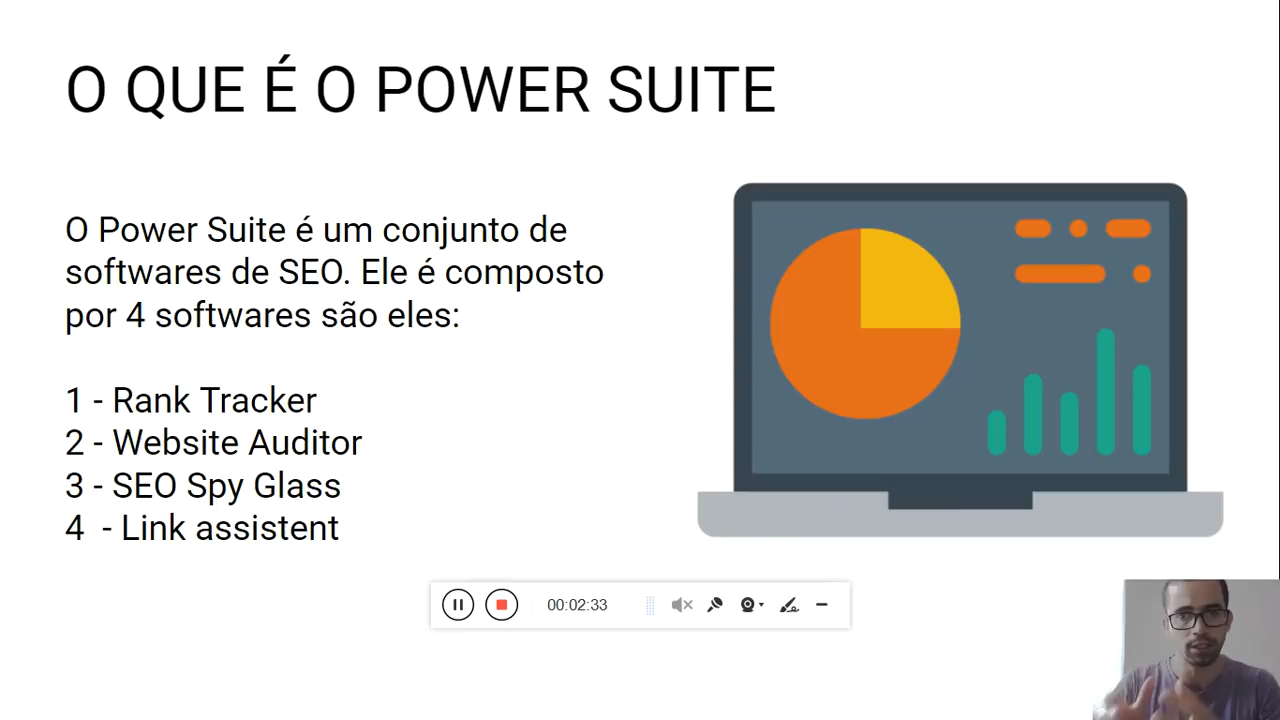 O QUE É O POWER SUITE
O Power Suite é um conjunto de
softwares de SEO. Ele é composto
por 4 softwares são eles:
1 - Rank Tracker
2 - Website Auditor
3 - SEO Spy Glass
4  - Link assistent
00:02:33